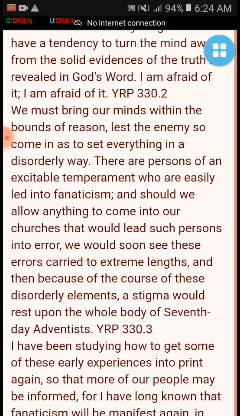 94% 6:24 AM
No internet connection
have a tendency to turn the mind aw
from the solid evidences of the truth
revealed in God's Word. I am afraid of
it; I am afraid of it. YRP 330.2
We must bring our minds within the
bounds of reason, lest the enemy so
come in as to set everything in a
disorderly way. There are persons of an
excitable temperament who are easily
led into fanaticism; and should we
allow anything to come into our
churches that would lead such persons
into error, we would soon see these
errors carried to extreme lengths, and
then because of the course of these
disorderly elements, a stigma would
rest upon the whole body of Seventh-
day Adventists. YRP 330.3
I have been studying how to get some
of these early experiences into print
again, so that more of our people may
be informed, for I have long known that
fanaticism will be manifest again, in